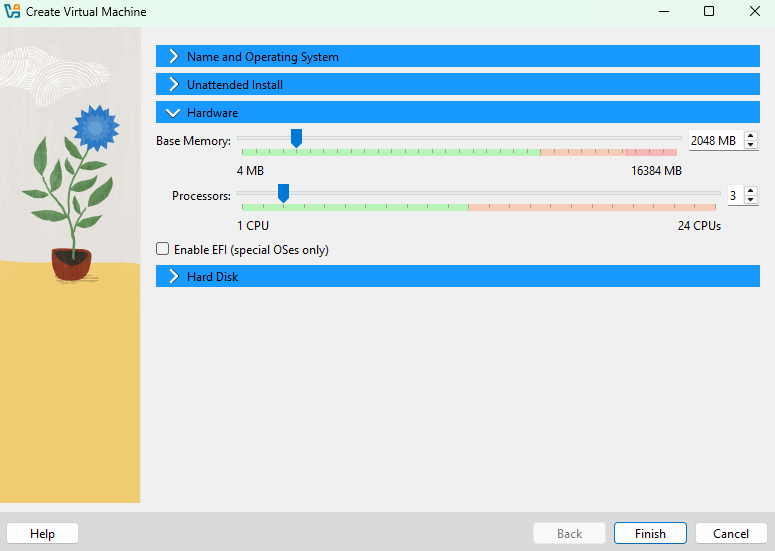 Create Virtual Machine
Name and Operating System
Unattended Install
Hardware
Base Memory: 2048 MB
4 MB 16384 MB
Processors: 3
1 CPU 24 CPUs
Enable EFI (special OSes only)
Hard Disk
Help Back Finish Cancel